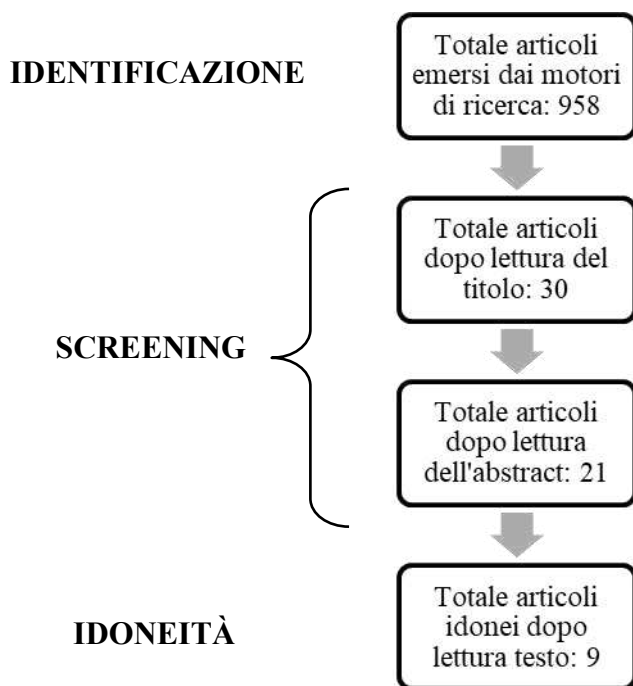 IDENTIFICAZIONE
Totale articoli
emersi dai motori
di ricerca: 958
SCREENING
Totale articoli
dopo lettura del
titolo: 30
Totale articoli
dopo lettura
dell'abstract: 21
IDONEITÀ
Totale articoli
idonei dopo
lettura testo: 9